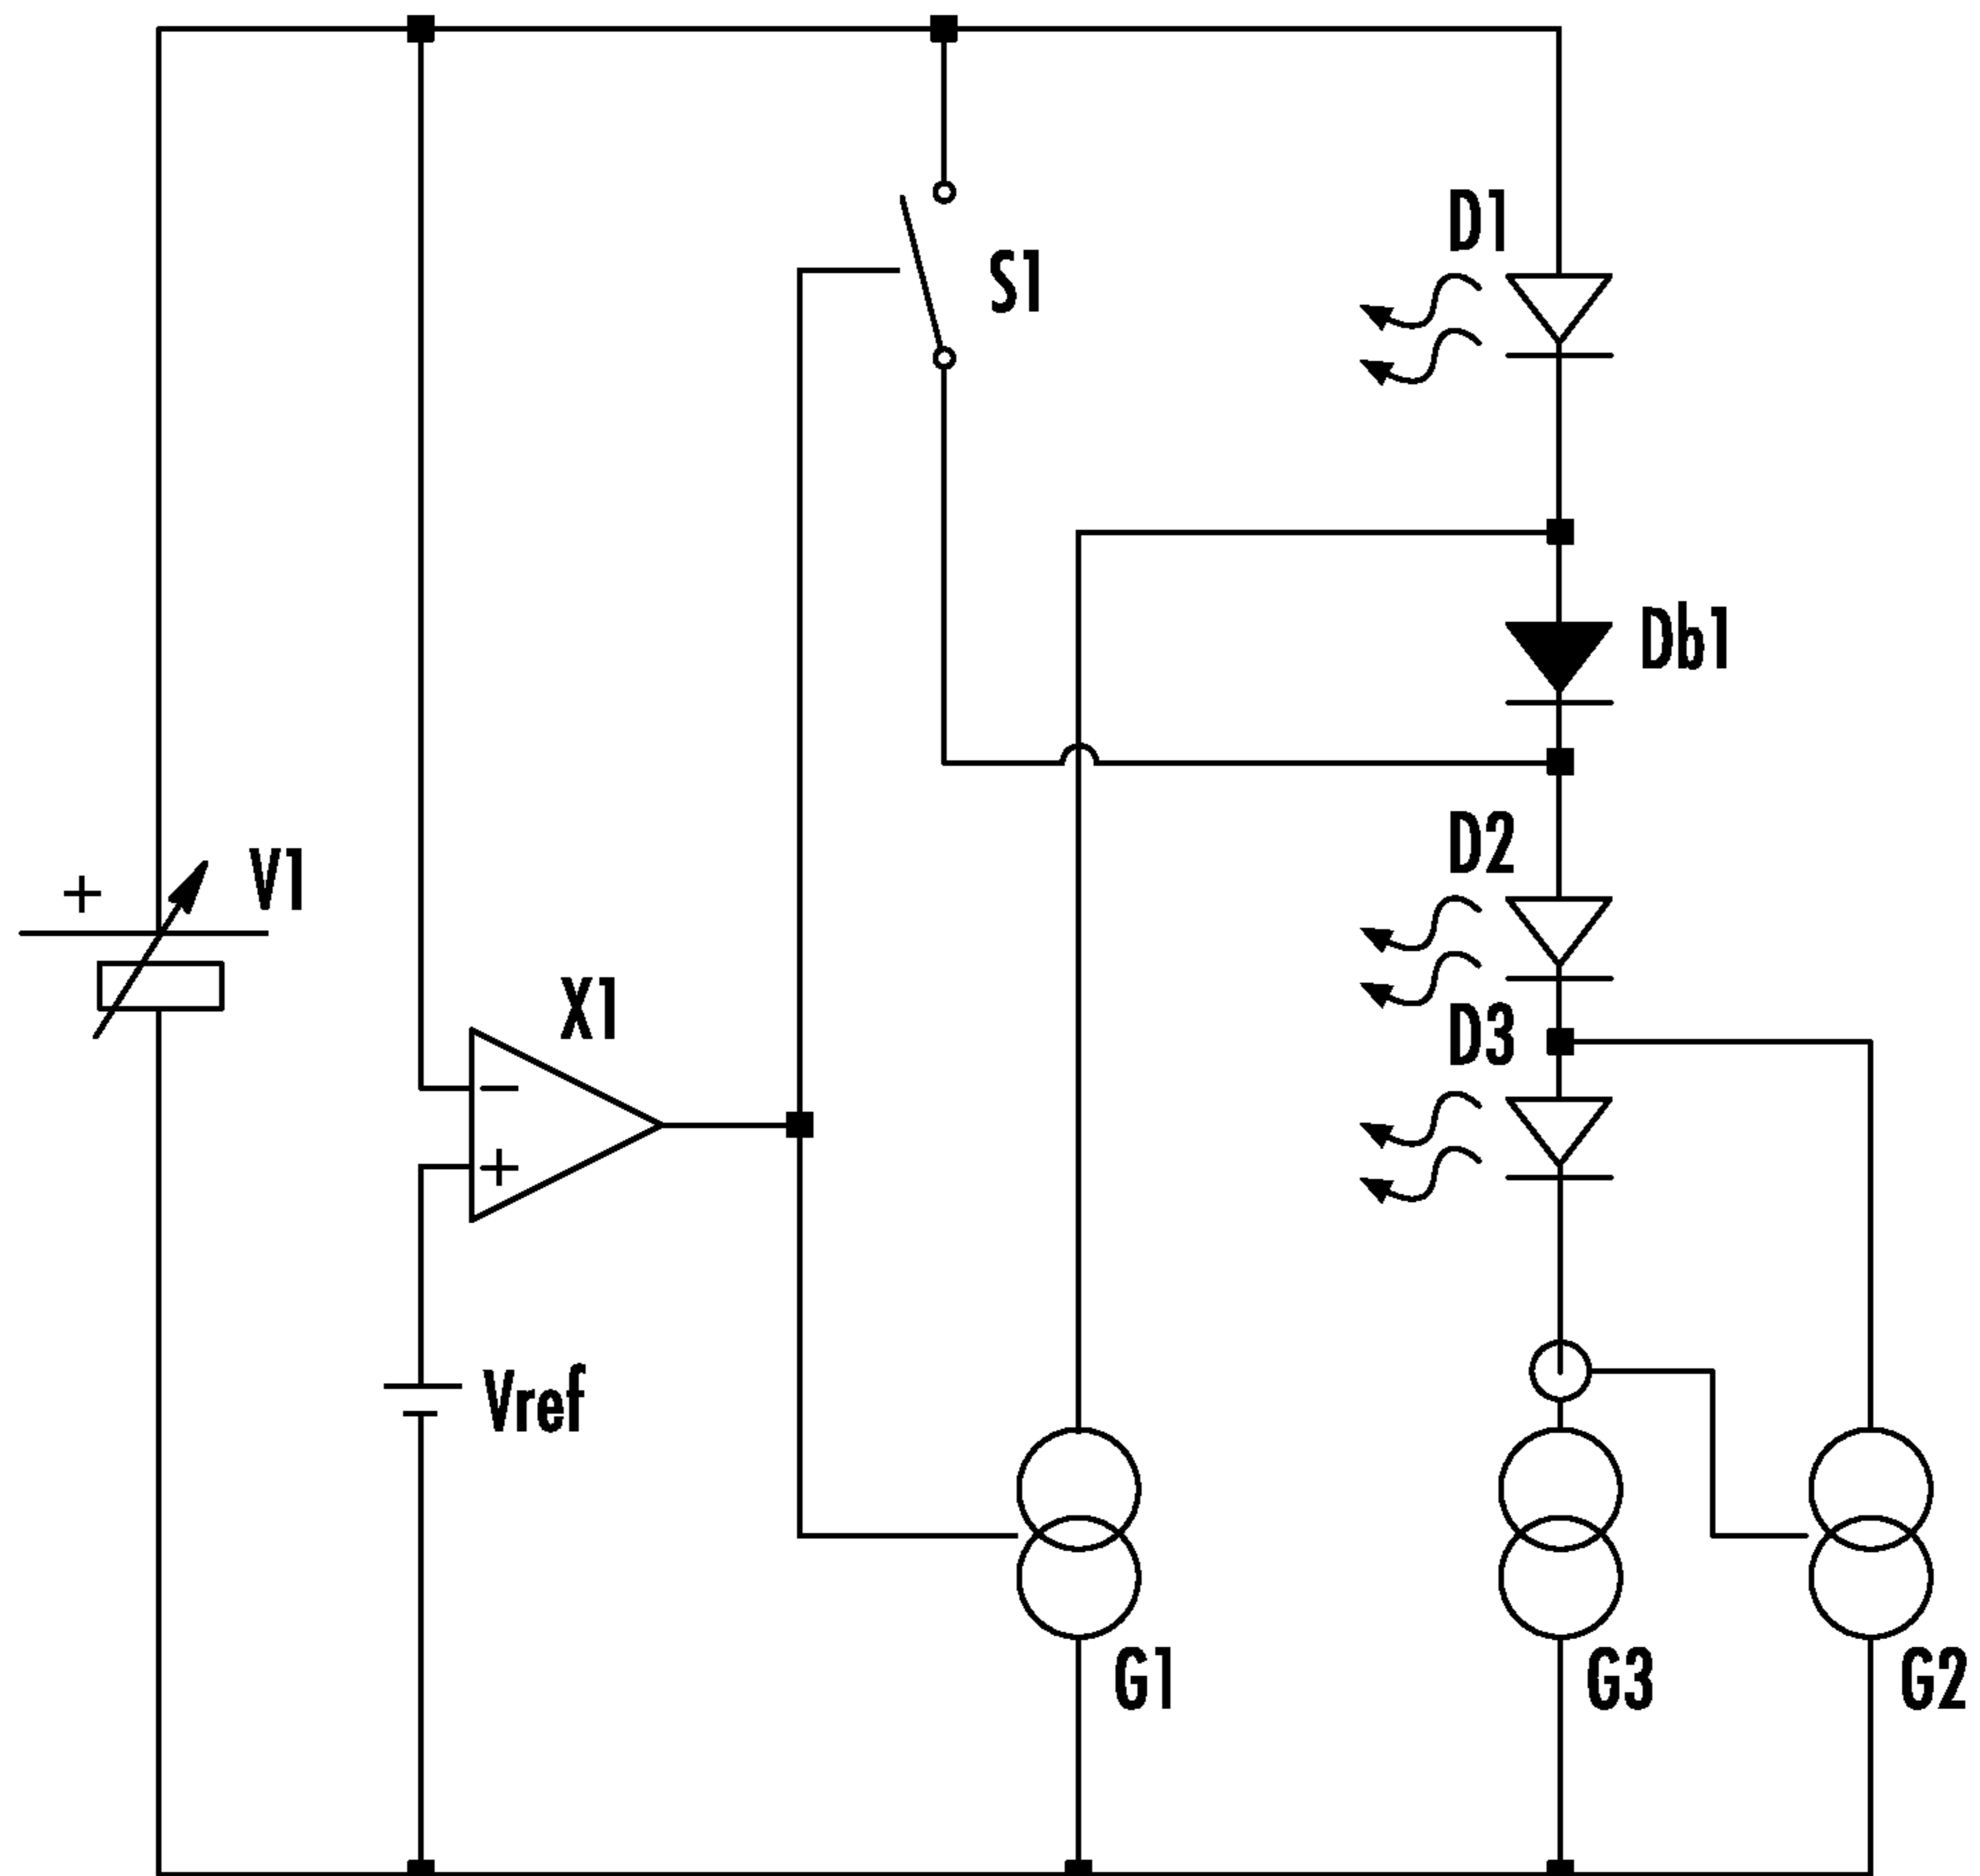 D1
S1
Db1
D2
V1
+
X1
D3
−
+
Vref
G1
G3
G2